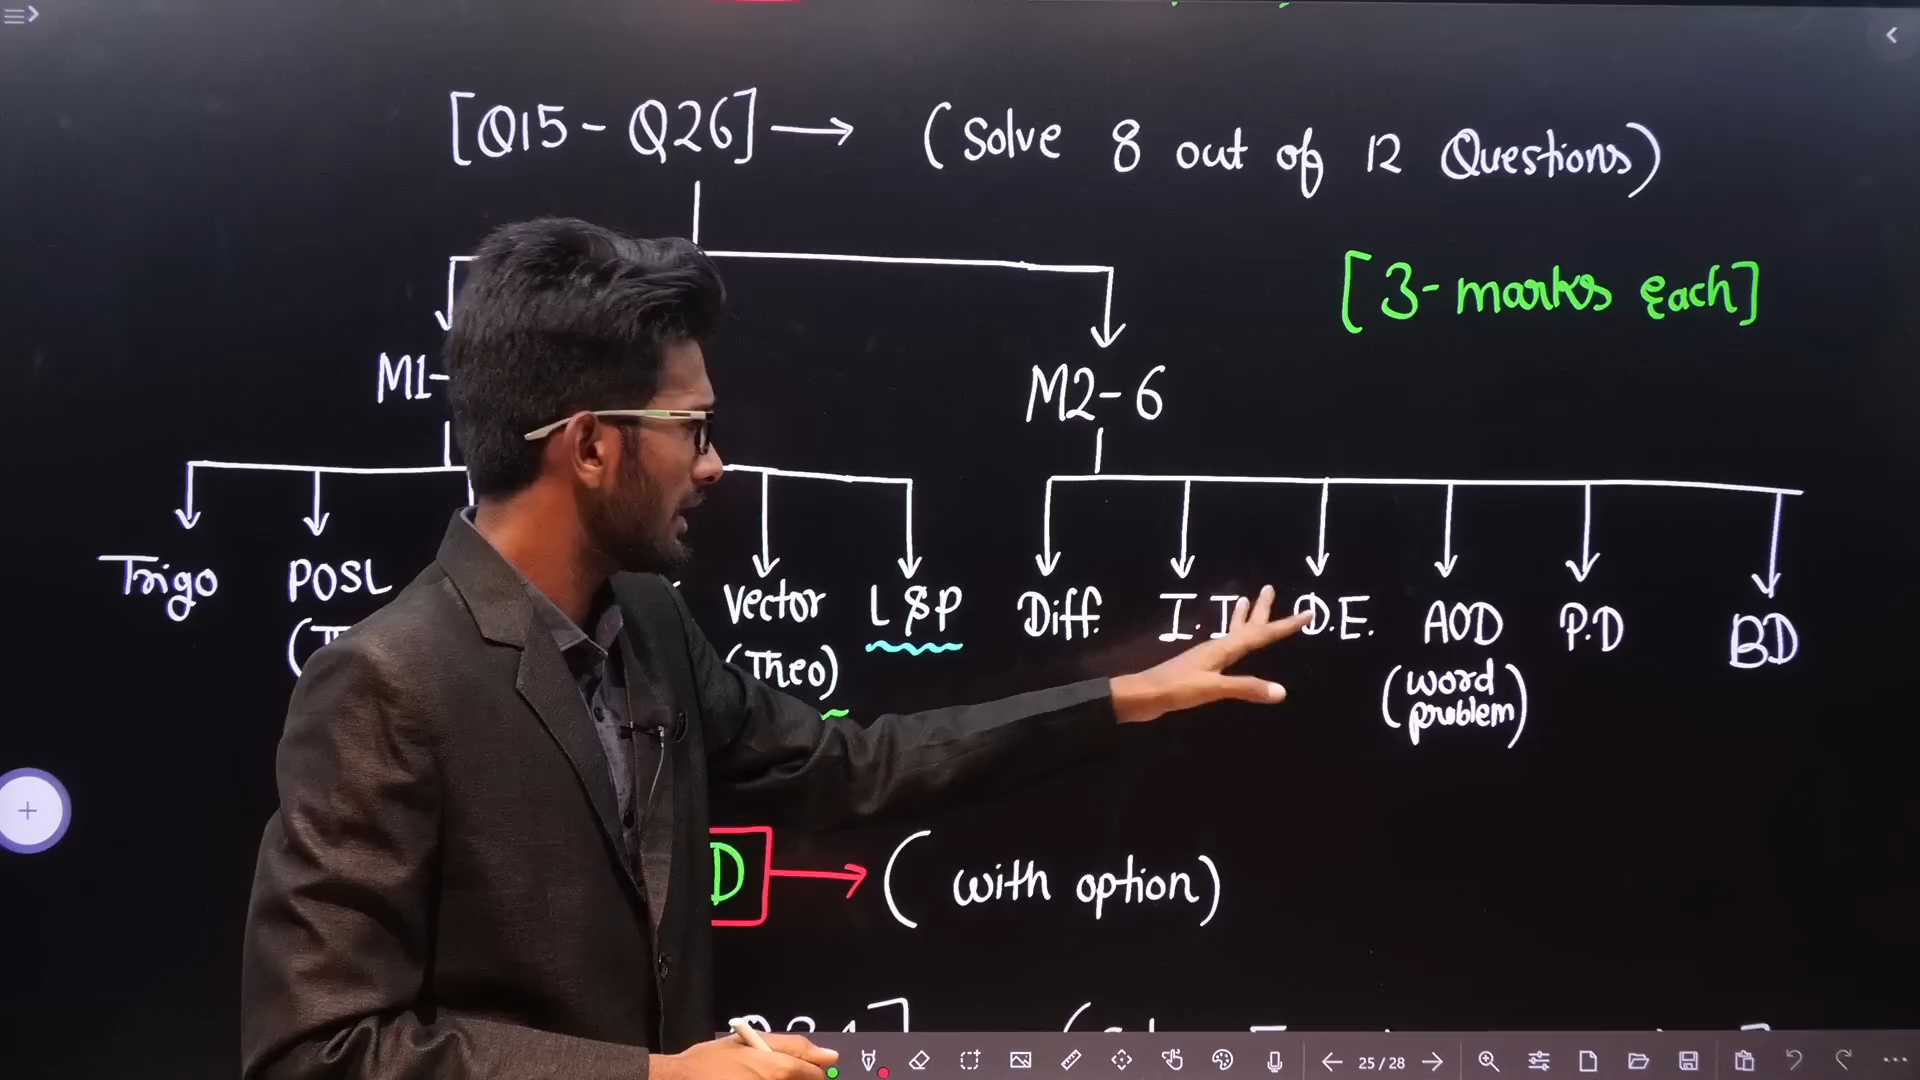 [Q15 - Q26] → (Solve 8 out of 12 Questions)
[3-marks each]
M1-
M2-6
Trigo
POSL
Vector
(Theo)
L&P
Diff.
I.I
D.E.
AOD
(word problem)
P.D
BD
D → (with option)
25 / 28